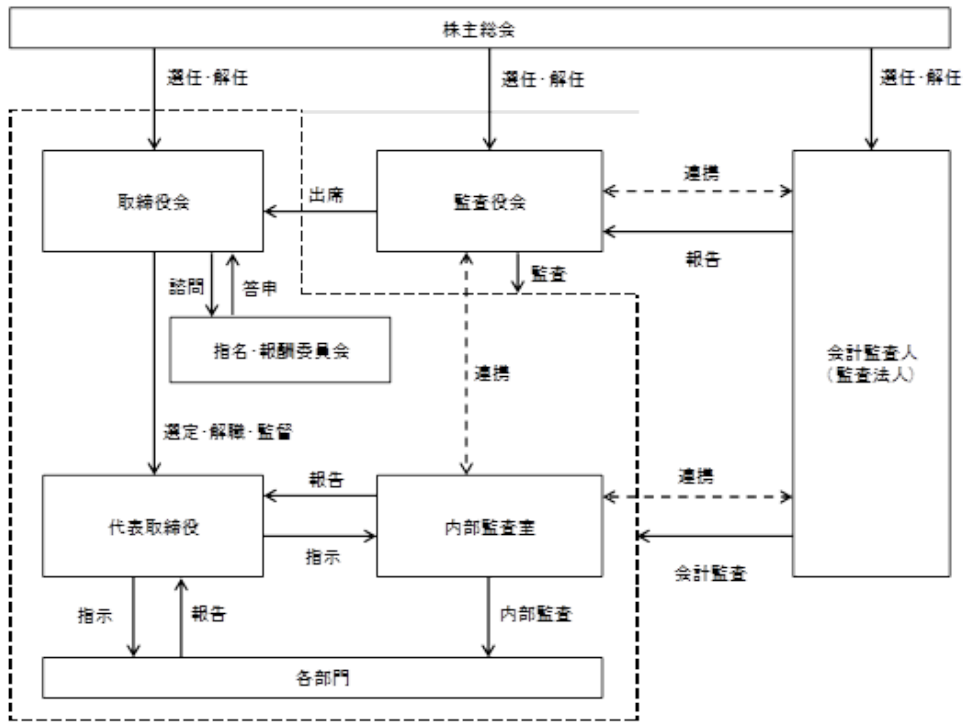 株主総会
選任・解任
選任・解任
選任・解任
取締役会
出席
監査役会
連携
報告
諮問
答申
監査
指名・報酬委員会
連携
会計監査人
(監査法人)
選定・解職・監督
代表取締役
報告
指示
内部監査室
連携
会計監査
指示
報告
内部監査
各部門